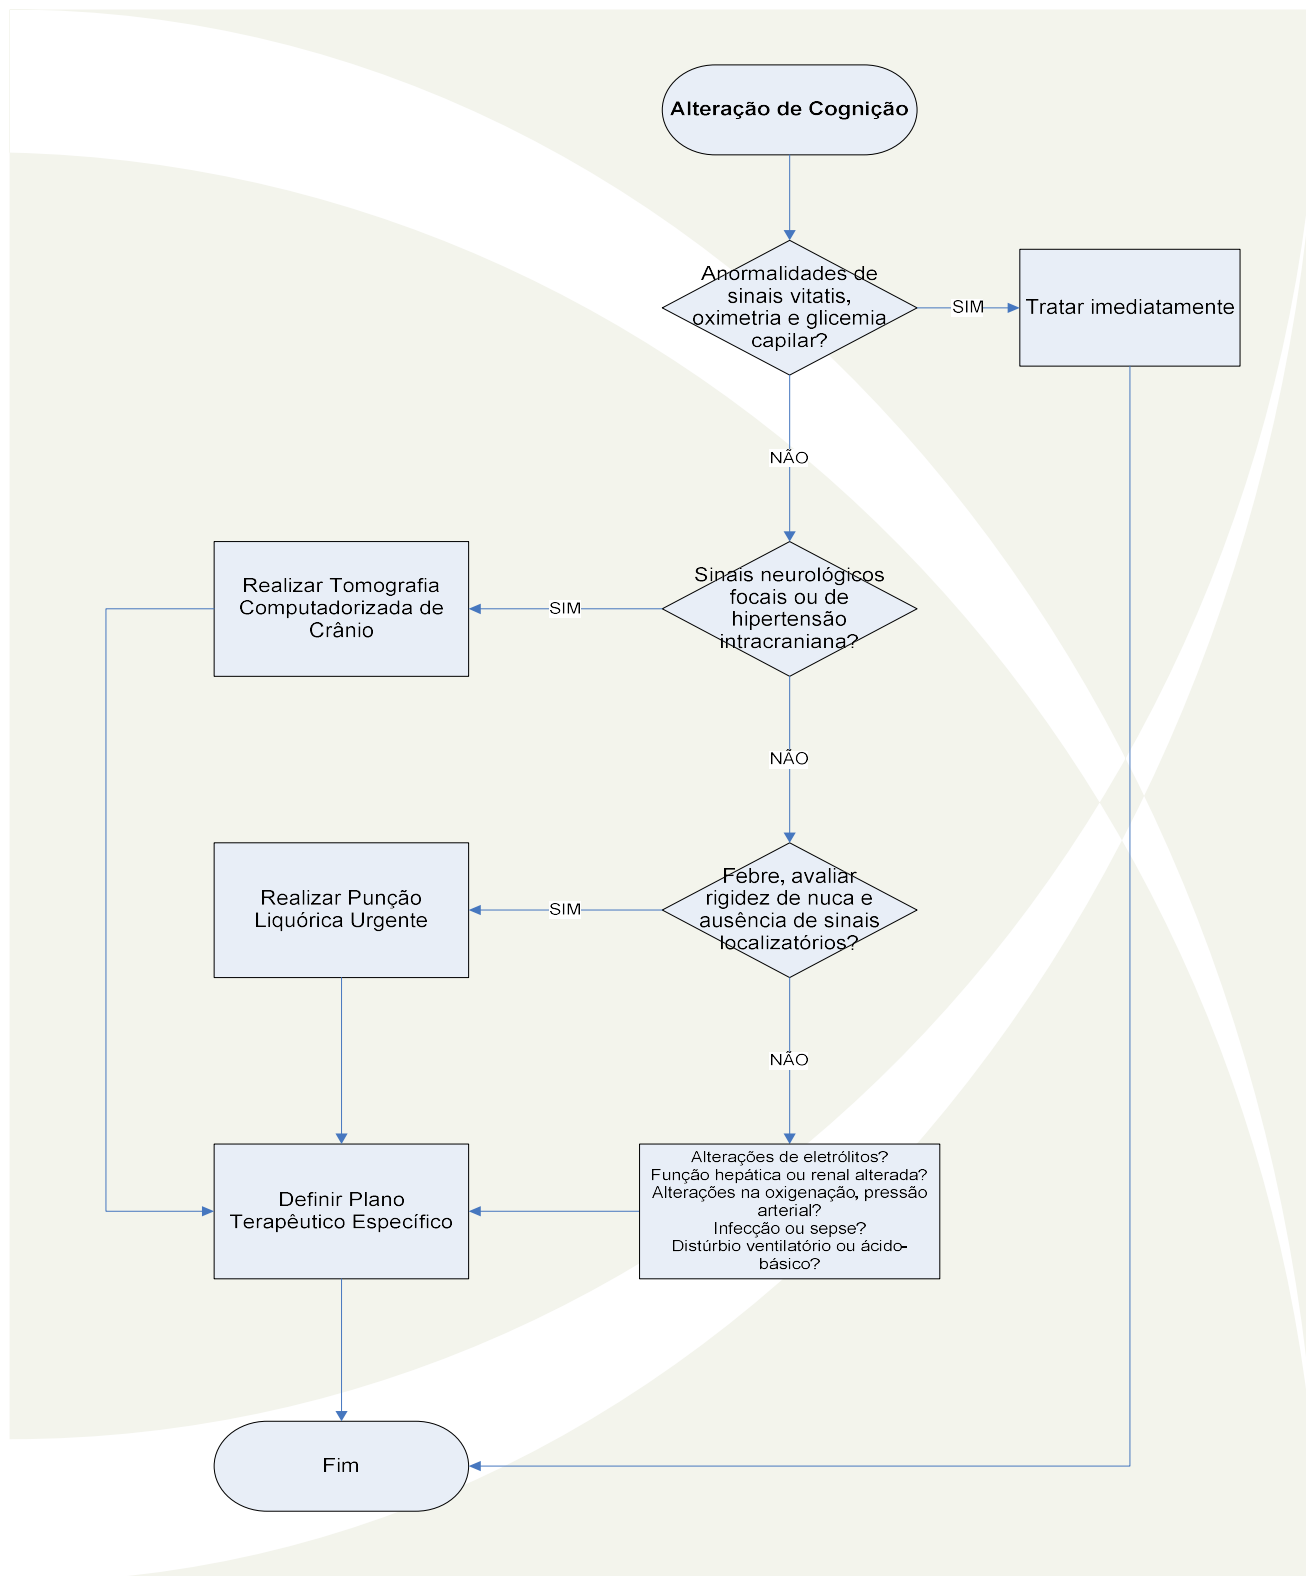 Alteração de Cognição
Anormalidades de
sinais vitatis,
oximetria e glicemia
capilar?
SIM
Tratar imediatamente
NÃO
Sinais neurológicos
focais ou de
hipertensão
intracraniana?
SIM
Realizar Tomografia
Computadorizada de
Crânio
NÃO
Febre, avaliar
rigidez de nuca e
ausência de sinais
localizatórios?
SIM
Realizar Punção
Liquórica Urgente
NÃO
Alterações de eletrólitos?
Função hepática ou renal alterada?
Alterações na oxigenação, pressão
arterial?
Infecção ou sepse?
Distúrbio ventilatório ou ácido-
básico?
Definir Plano
Terapêutico Específico
Fim